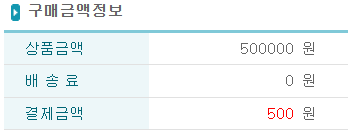 구매금액정보
상품금액 500000 원
배 송 료 0 원
결제금액 500 원